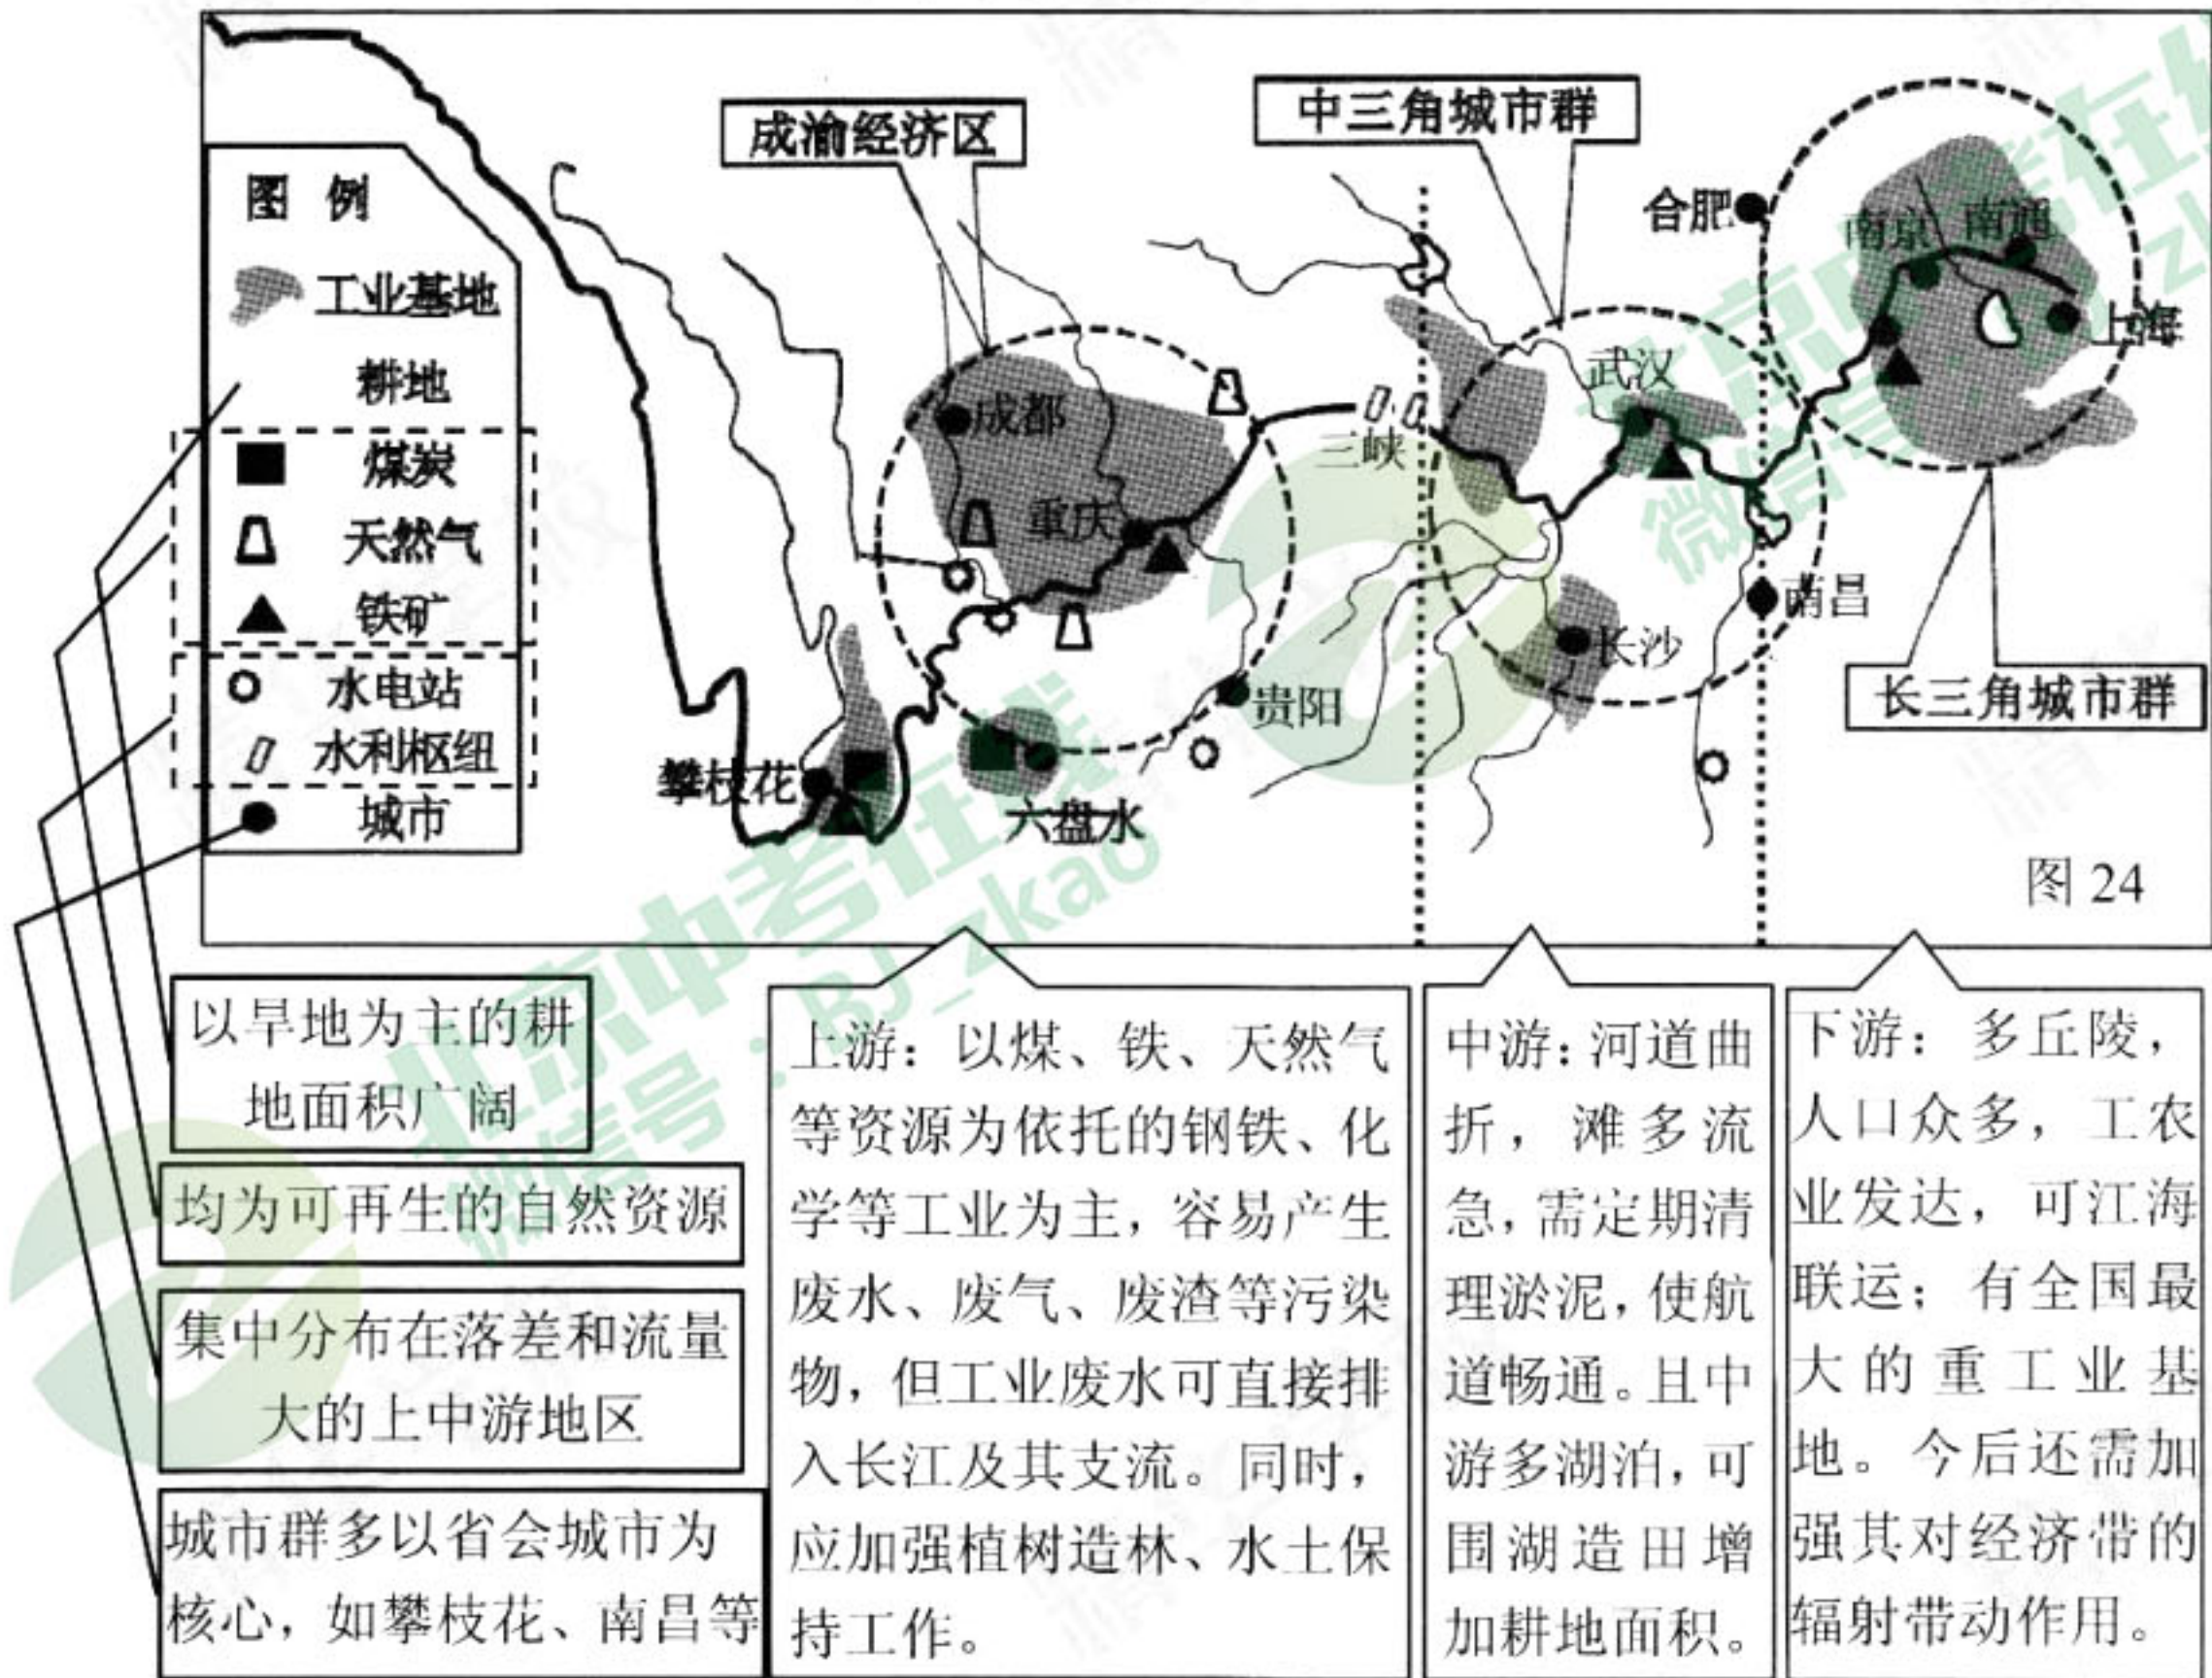 成渝经济区
中三角城市群
图 例
工业基地
耕地
煤炭
天然气
铁矿
水电站
水利枢纽
城市
合肥
南京
南通
上海
武汉
成都
重庆
三峡
南昌
长沙
贵阳
攀枝花
六盘水
长三角城市群
图 24
以旱地为主的耕
地面积广阔
均为可再生的自然资源
集中分布在落差和流量
大的上中游地区
城市群多以省会城市为
核心，如攀枝花、南昌等
上游：以煤、铁、天然气
等资源为依托的钢铁、化
学等工业为主，容易产生
废水、废气、废渣等污染
物，但工业废水可直接排
入长江及其支流。同时，
应加强植树造林、水土保
持工作。
中游：河道曲
折，滩多流
急，需定期清
理淤泥，使航
道畅通。且中
游多湖泊，可
围湖造田增
加耕地面积。
下游：多丘陵，
人口众多，工农
业发达，可江海
联运；有全国最
大的重工业基
地。今后还需加
强其对经济带的
辐射带动作用。
北京中考在线
微信号：BJ_zkao